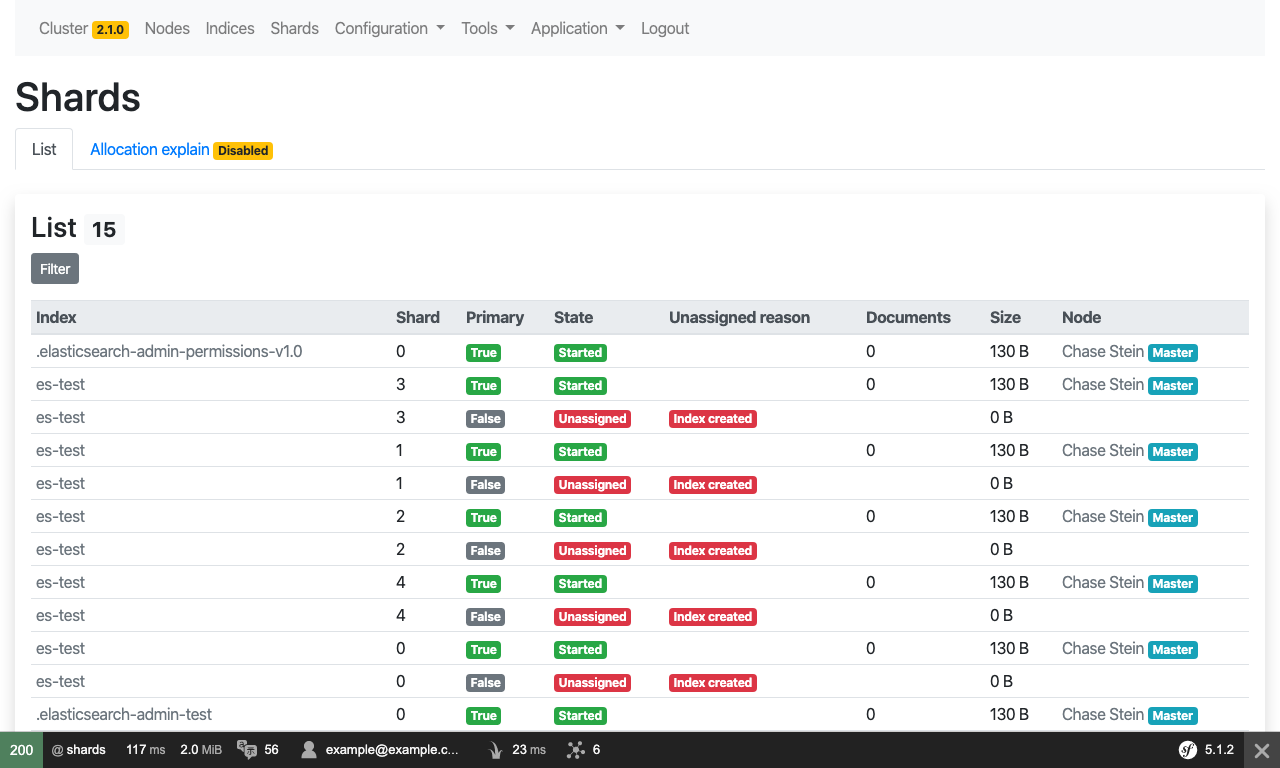 Cluster 2.1.0 Nodes Indices Shards Configuration Tools Application Logout
Shards
List Allocation explain Disabled
List 15
Filter
Index Shard Primary State Unassigned reason Documents Size Node
.elasticsearch-admin-permissions-v1.0 0 True Started 0 130 B Chase Stein Master
es-test 3 True Started 0 130 B Chase Stein Master
es-test 3 False Unassigned Index created 0 B
es-test 1 True Started 0 130 B Chase Stein Master
es-test 1 False Unassigned Index created 0 B
es-test 2 True Started 0 130 B Chase Stein Master
es-test 2 False Unassigned Index created 0 B
es-test 4 True Started 0 130 B Chase Stein Master
es-test 4 False Unassigned Index created 0 B
es-test 0 True Started 0 130 B Chase Stein Master
es-test 0 False Unassigned Index created 0 B
.elasticsearch-admin-test 0 True Started 0 130 B Chase Stein Master
200 @ shards 117 ms 2.0 MiB 56 example@example.c... 23 ms 6 sf 5.1.2